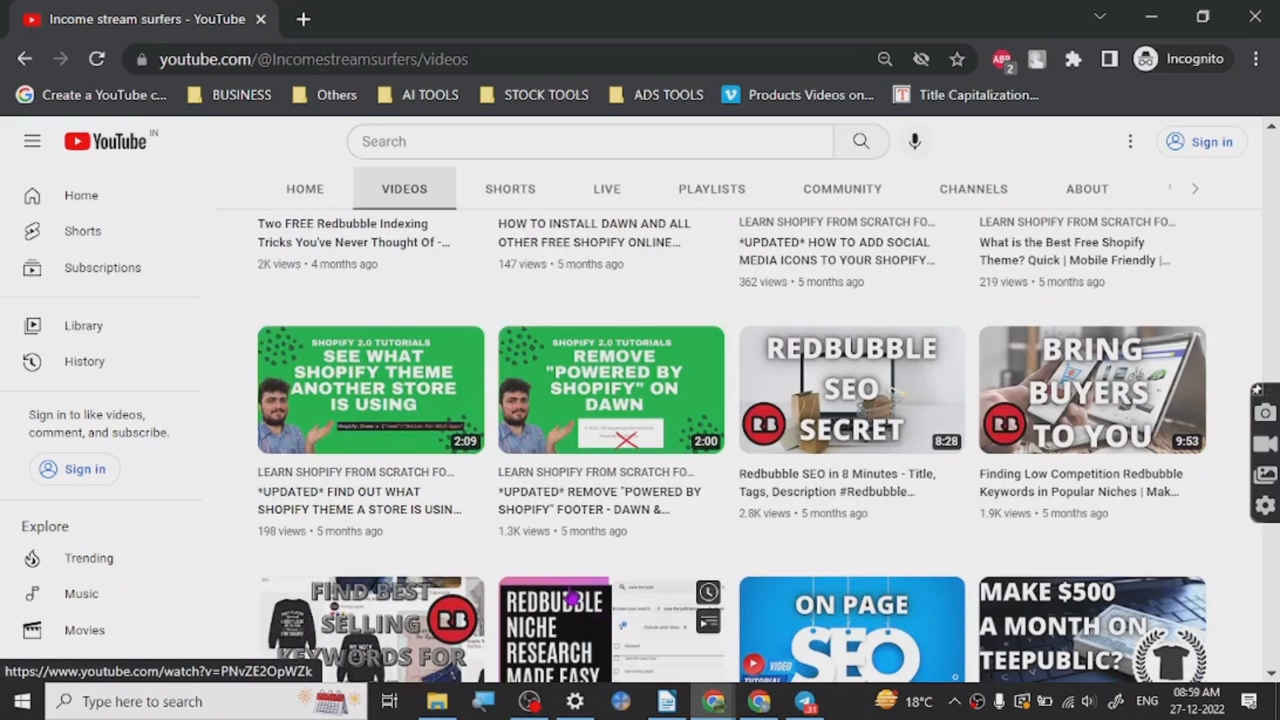 Income stream surfers - YouTube
youtube.com/@Incomestreamsurfers/videos
2
Incognito
Create a YouTube c...
BUSINESS
Others
AI TOOLS
STOCK TOOLS
ADS TOOLS
Products Videos on...
Title Capitalization...
YouTube IN
Search
Sign in
HOME
VIDEOS
SHORTS
LIVE
PLAYLISTS
COMMUNITY
CHANNELS
ABOUT
Home
Shorts
Subscriptions
Library
History
Sign in to like videos,
comment, and subscribe.
Sign in
Explore
Trending
Music
Movies
Two FREE Redbubble Indexing
Tricks You've Never Thought Of -...
2K views • 4 months ago
HOW TO INSTALL DAWN AND ALL
OTHER FREE SHOPIFY ONLINE...
147 views • 5 months ago
LEARN SHOPIFY FROM SCRATCH FO...
*UPDATED* HOW TO ADD SOCIAL
MEDIA ICONS TO YOUR SHOPIFY...
362 views • 5 months ago
LEARN SHOPIFY FROM SCRATCH FO...
What is the Best Free Shopify
Theme? Quick | Mobile Friendly |...
219 views • 5 months ago
SHOPIFY 2.0 TUTORIALS
SEE WHAT
SHOPIFY THEME
ANOTHER STORE
IS USING
2:09
LEARN SHOPIFY FROM SCRATCH FO...
*UPDATED* FIND OUT WHAT
SHOPIFY THEME A STORE IS USIN...
198 views • 5 months ago
SHOPIFY 2.0 TUTORIALS
REMOVE
"POWERED BY
SHOPIFY" ON
DAWN
2:00
LEARN SHOPIFY FROM SCRATCH FO...
*UPDATED* REMOVE "POWERED BY
SHOPIFY" FOOTER - DAWN &...
1.3K views • 5 months ago
REDBUBBLE
SEO
SECRET
RB
8:28
Redbubble SEO in 8 Minutes - Title,
Tags, Description #Redbubble...
2.8K views • 5 months ago
BRING
BUYERS
TO YOU
RB
9:53
Finding Low Competition Redbubble
Keywords in Popular Niches | Mak...
1.9K views • 5 months ago
FIND BEST
SELLING
KEYWORDS FOR
RB
REDBUBBLE
NICHE
RESEARCH
MADE EASY
ON PAGE
SEO
VIDEO
MAKE $500
A MONTH ON
TEEPUBLIC?
https://www.youtube.com/watch?v=PNvZE2OpWZk
Type here to search
31
18°C
ENG
08:59 AM
27-12-2022